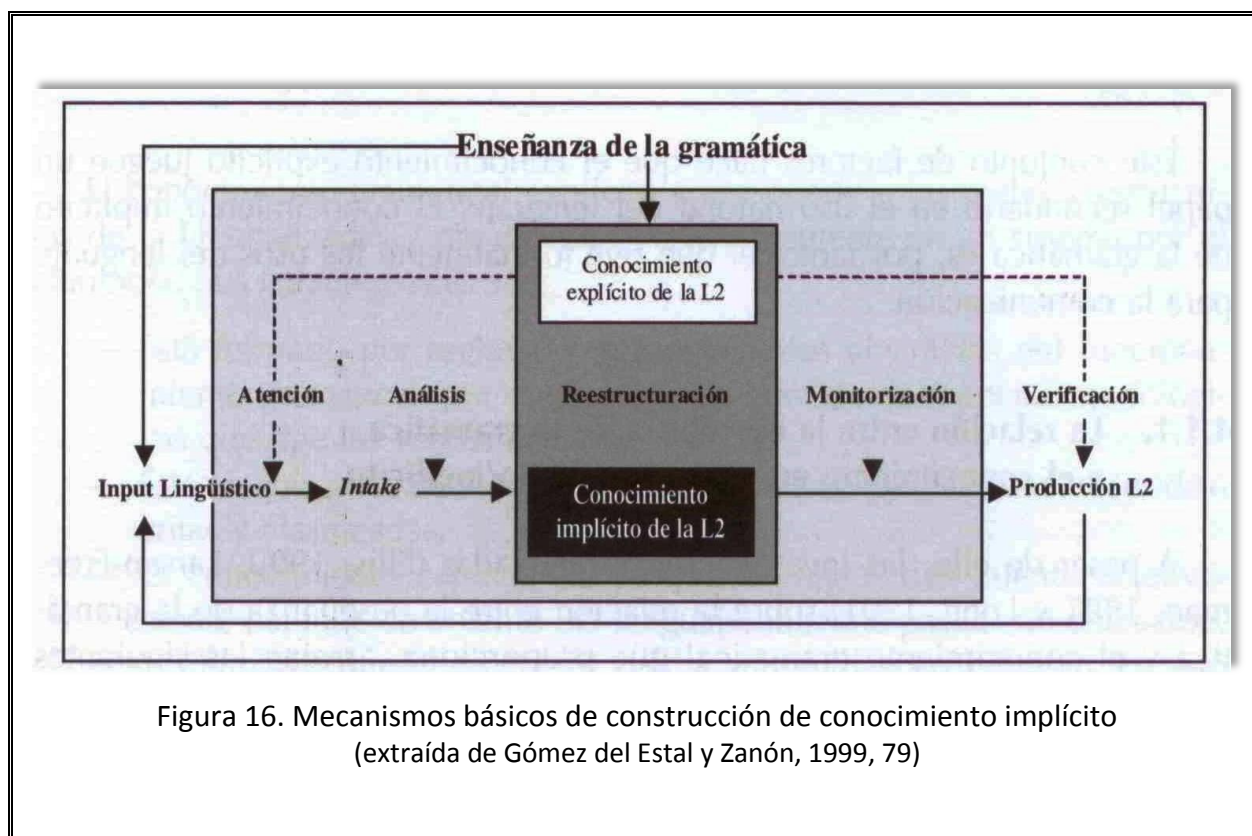 Enseñanza de la gramática
Conocimiento
explícito de la L2
Atención Análisis Reestructuración Monitorización Verificación
Input Lingüístico Intake Conocimiento
implícito de la L2 Producción L2
Figura 16. Mecanismos básicos de construcción de conocimiento implícito
(extraída de Gómez del Estal y Zanón, 1999, 79)